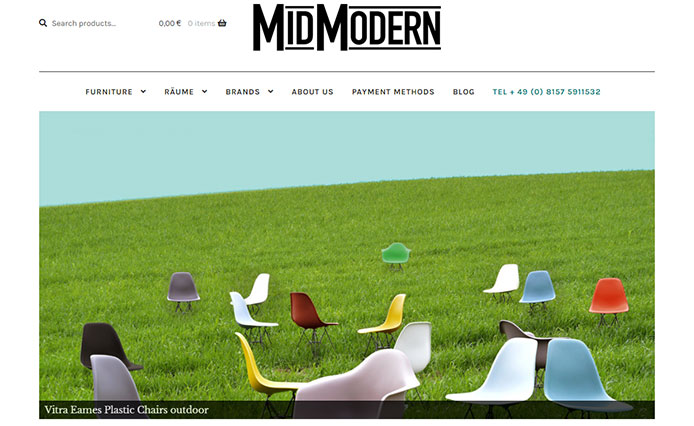 Search products...
0,00 € 0 items
MIDMODERN
FURNITURE RÄUME BRANDS ABOUT US PAYMENT METHODS BLOG TEL + 49 (0) 8157 5911532
Vitra Eames Plastic Chairs outdoor